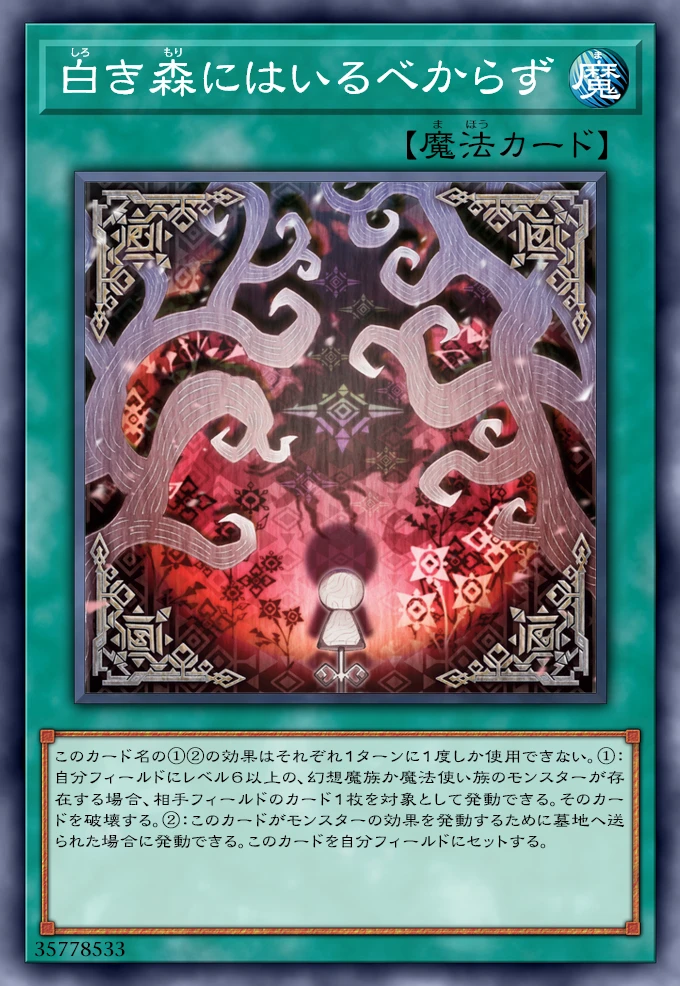 白き森にはいるべからず
魔
【魔法カード】
このカード名の①②の効果はそれぞれ1ターンに1度しか使用できない。①：
自分フィールドにレベル6以上の、幻想魔族か魔法使い族のモンスターが存
在する場合、相手フィールドのカード1枚を対象として発動できる。そのカー
ドを破壊する。②：このカードがモンスターの効果を発動するために墓地へ送
られた場合に発動できる。このカードを自分フィールドにセットする。
35778533